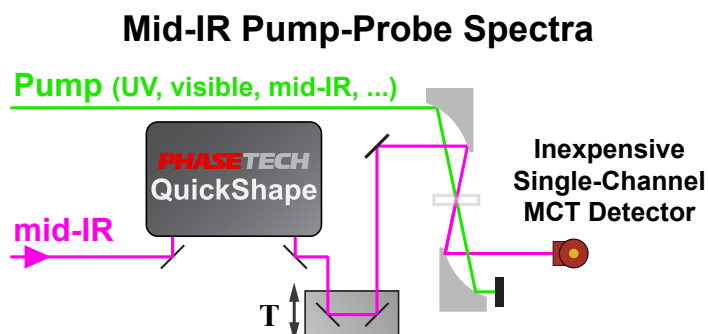 Mid-IR Pump-Probe Spectra
Pump (UV, visible, mid-IR, ...)
PHASETECH
QuickShape
Inexpensive
Single-Channel
MCT Detector
mid-IR
T